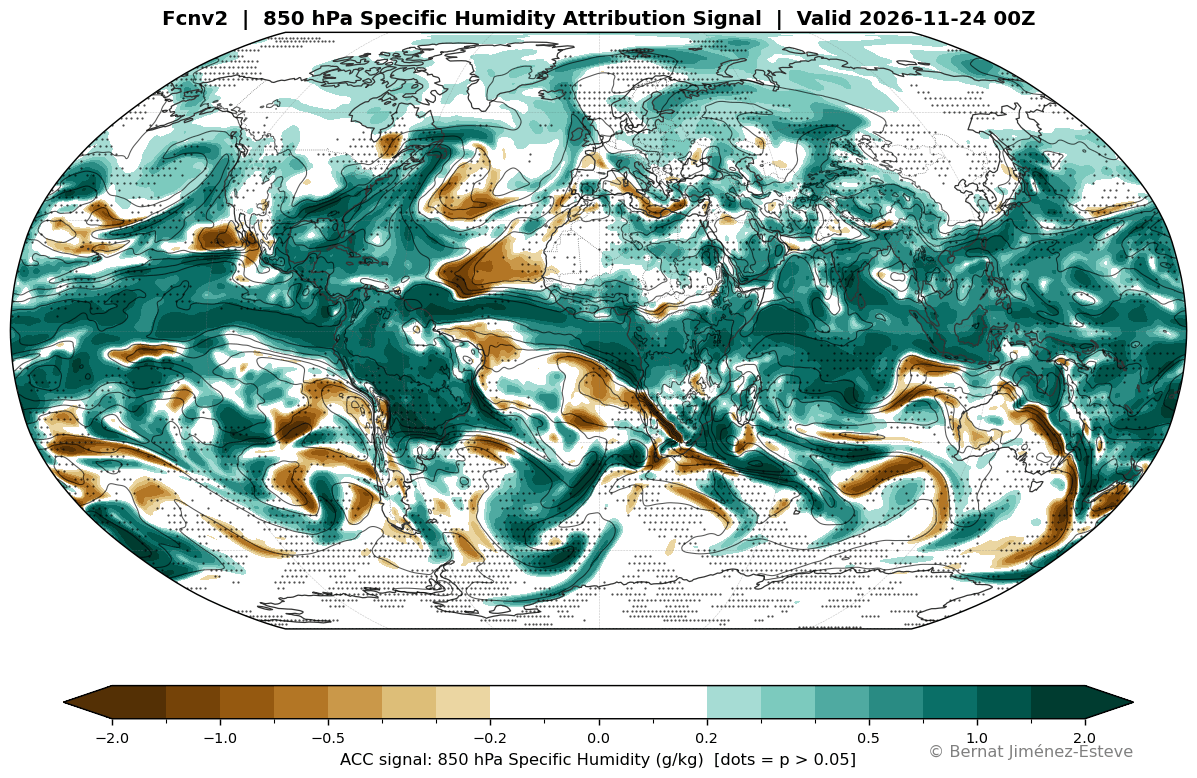 Fcnv2  |  850 hPa Specific Humidity Attribution Signal  |  Valid 2026-11-24 00Z
−2.0 −1.0 −0.5 −0.2 0.0 0.2 0.5 1.0 2.0
ACC signal: 850 hPa Specific Humidity (g/kg)  [dots = p > 0.05]
© Bernat Jiménez-Esteve